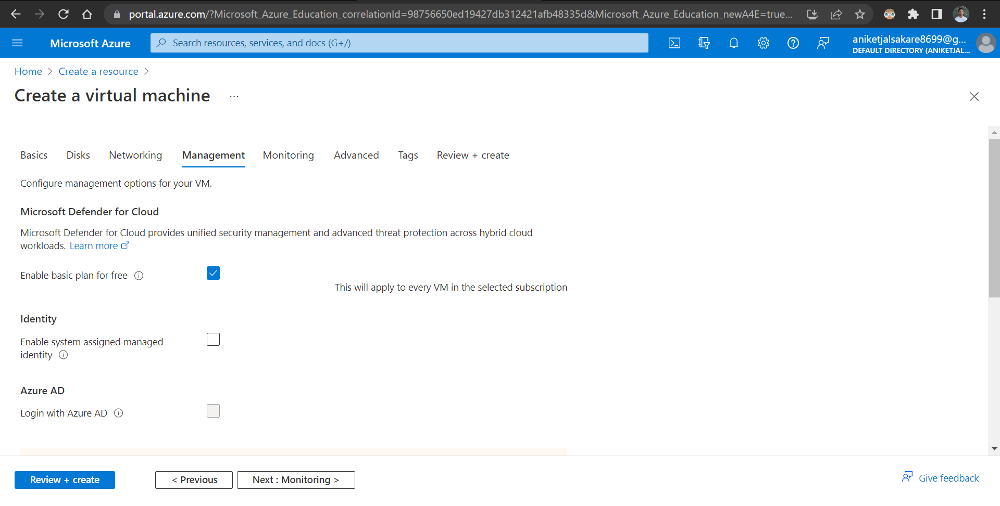 portal.azure.com/?Microsoft_Azure_Education_correlationId=98756650ed19427db312421afb48335d&Microsoft_Azure_Education_newA4E=true...
Microsoft Azure
Search resources, services, and docs (G+/)
aniketjalsakare8699@g...
DEFAULT DIRECTORY (ANIKETJAL...
Home > Create a resource >
Create a virtual machine ...
Basics Disks Networking Management Monitoring Advanced Tags Review + create
Configure management options for your VM.
Microsoft Defender for Cloud
Microsoft Defender for Cloud provides unified security management and advanced threat protection across hybrid cloud
workloads. Learn more
Enable basic plan for free
This will apply to every VM in the selected subscription
Identity
Enable system assigned managed
identity
Azure AD
Login with Azure AD
Review + create
< Previous
Next : Monitoring >
Give feedback